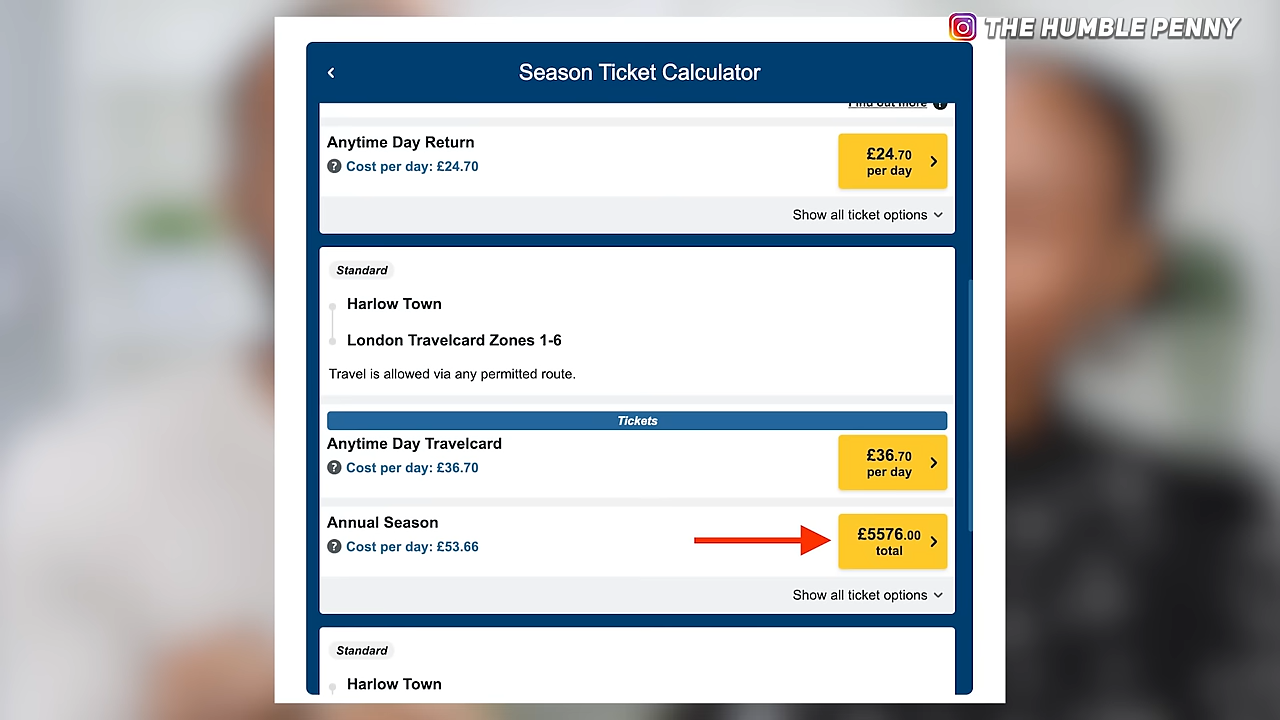 THE HUMBLE PENNY
Season Ticket Calculator
Find out more
Anytime Day Return
Cost per day: £24.70
£24.70
per day
Show all ticket options
Standard
Harlow Town
London Travelcard Zones 1-6
Travel is allowed via any permitted route.
Tickets
Anytime Day Travelcard
Cost per day: £36.70
£36.70
per day
Annual Season
Cost per day: £53.66
£5576.00
total
Show all ticket options
Standard
Harlow Town